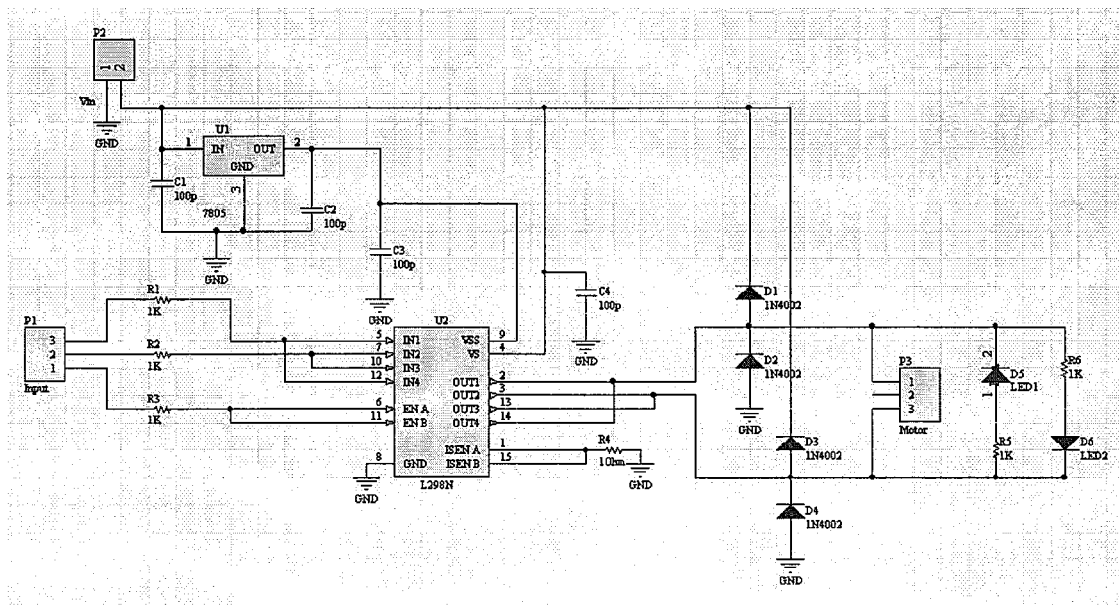 P2
1
2
Vin
GND
U1
1
IN
OUT
2
GND
3
7805
C1
100p
C2
100p
GND
C3
100p
GND
C4
100p
GND
P1
3
2
1
Input
R1
1K
R2
1K
R3
1K
U2
5
IN1
7
IN2
10
IN3
12
IN4
6
EN A
11
EN B
8
GND
VSS
9
VS
4
OUT1
2
OUT2
3
OUT3
13
OUT4
14
ISEN A
1
ISEN B
15
L298N
GND
R4
1Ohm
GND
D1
1N4002
D2
1N4002
GND
D3
1N4002
D4
1N4002
GND
P3
1
2
3
Motor
2
D5
LED1
1
R5
1K
R6
1K
D6
LED2